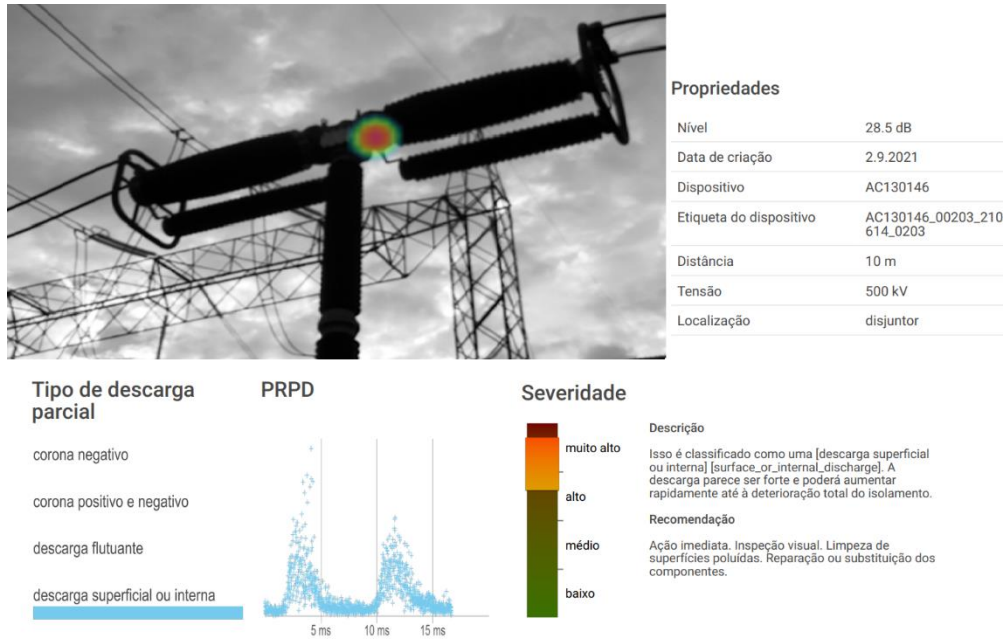 Propriedades
Nível 28.5 dB
Data de criação 2.9.2021
Dispositivo AC130146
Etiqueta do dispositivo AC130146_00203_210
614_0203
Distância 10 m
Tensão 500 kV
Localização disjuntor
Tipo de descarga
parcial
corona negativo
corona positivo e negativo
descarga flutuante
descarga superficial ou interna
PRPD
5 ms 10 ms 15 ms
Severidade
muito alto
alto
médio
baixo
Descrição
Isso é classificado como uma [descarga superficial
ou interna] [surface_or_internal_discharge]. A
descarga parece ser forte e poderá aumentar
rapidamente até à deterioração total do isolamento.
Recomendação
Ação imediata. Inspeção visual. Limpeza de
superfícies poluídas. Reparação ou substituição dos
componentes.